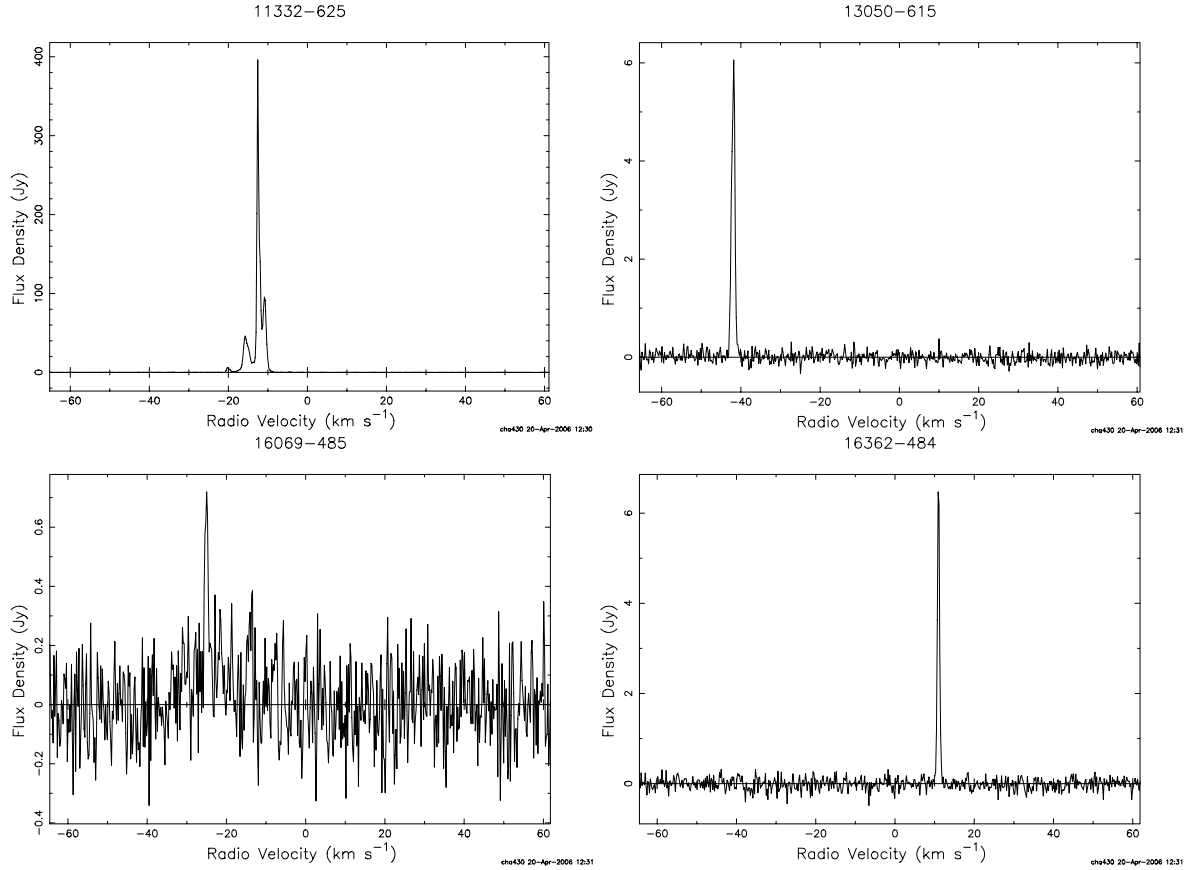 11332−625
400
300
200
100
0
Flux Density (Jy)
−60 −40 −20 0 20 40 60
Radio Velocity (km s−1)
cha430 20−Apr−2006 12:30
13050−615
6
4
2
0
Flux Density (Jy)
−60 −40 −20 0 20 40 60
Radio Velocity (km s−1)
cha430 20−Apr−2006 12:31
16069−485
0.6
0.4
0.2
0
−0.2
−0.4
Flux Density (Jy)
−60 −40 −20 0 20 40 60
Radio Velocity (km s−1)
cha430 20−Apr−2006 12:31
16362−484
6
4
2
0
Flux Density (Jy)
−60 −40 −20 0 20 40 60
Radio Velocity (km s−1)
cha430 20−Apr−2006 12:31